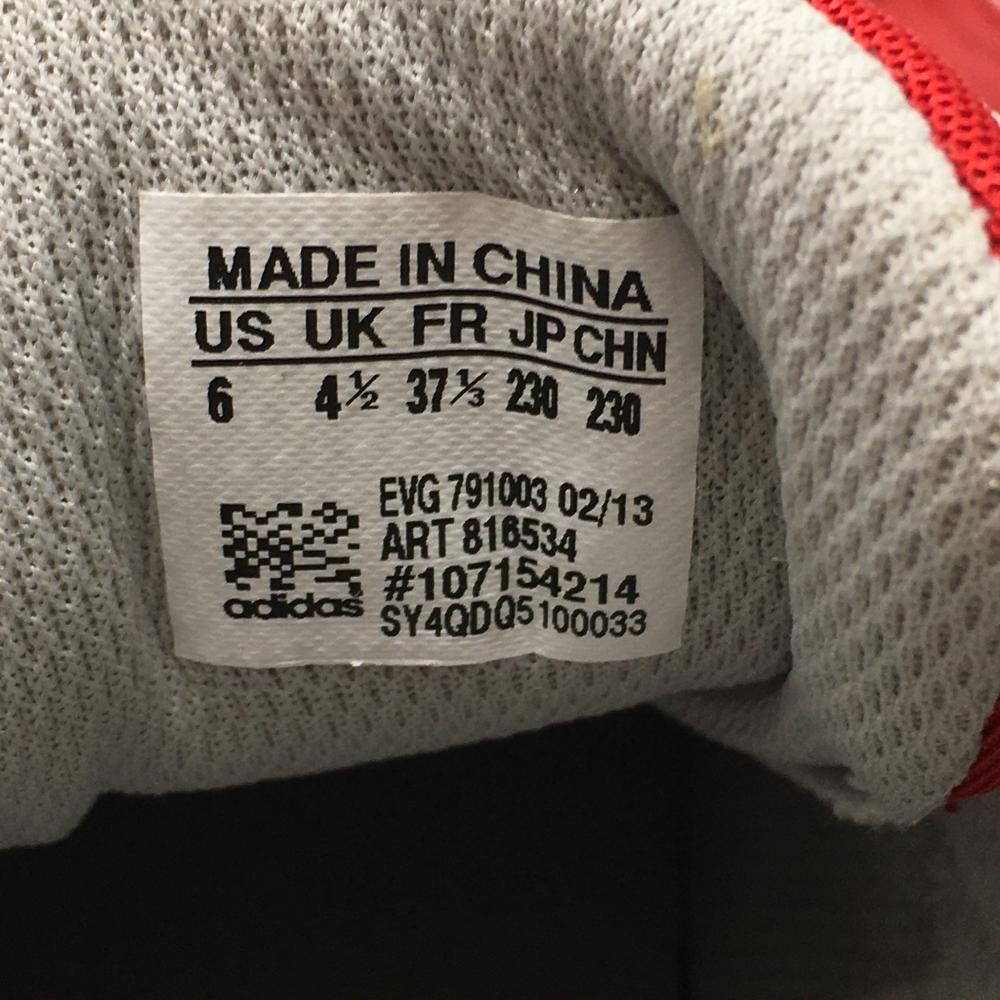 MADE IN CHINA
US UK FR JP CHN
6 4½ 37⅓ 230 230
EVG 791003 02/13
ART 816534
#107154214
adidas
SY4QDQ5100033